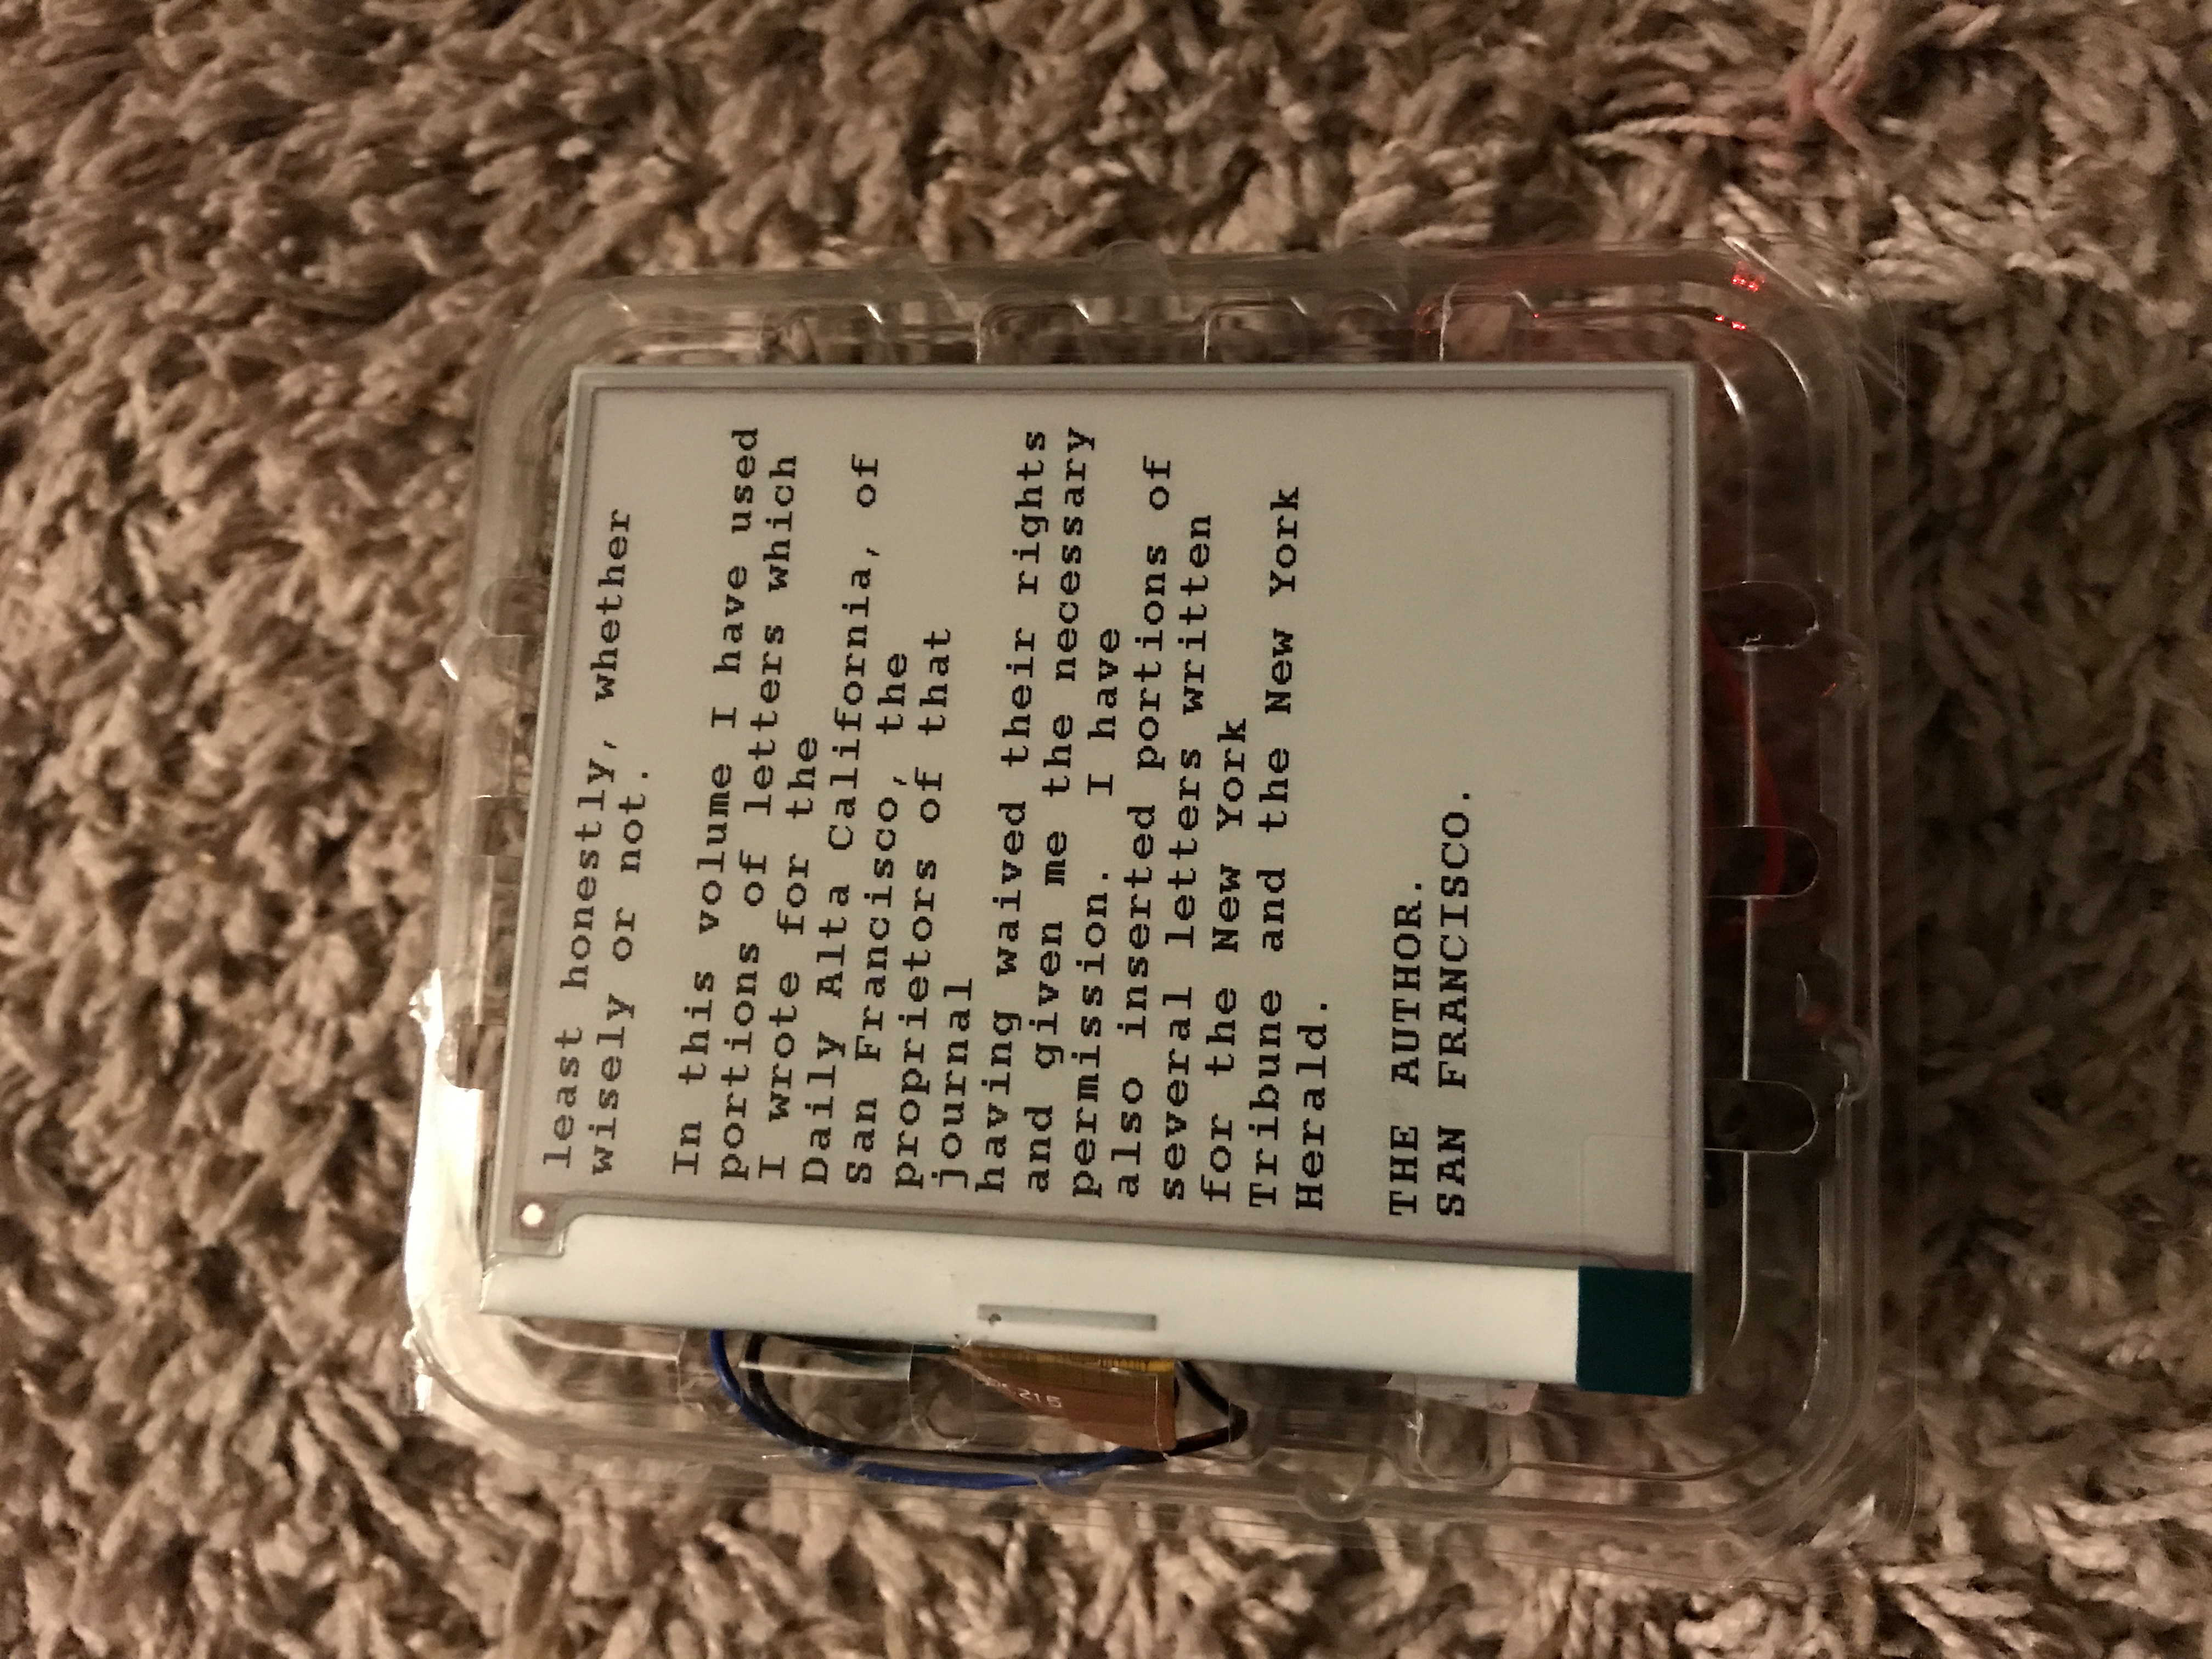 least honestly, whether
wisely or not.
In this volume I have used
portions of letters which
I wrote for the
Daily Alta California, of
San Francisco, the
proprietors of that
journal
having waived their rights
and given me the necessary
permission.  I have
also inserted portions of
several letters written
for the New York
Tribune and the New York
Herald.
THE AUTHOR.
SAN FRANCISCO.